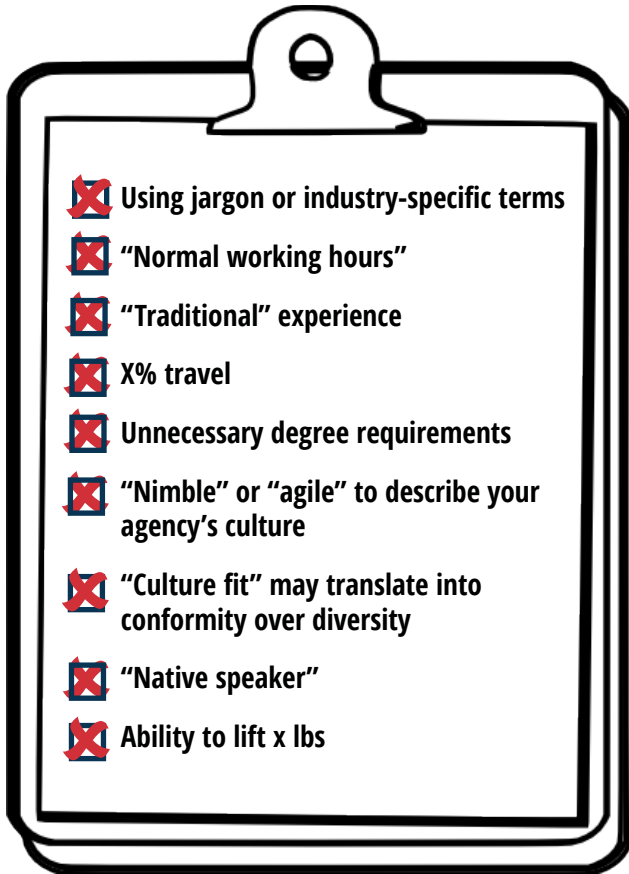 Using jargon or industry-specific terms
“Normal working hours”
“Traditional” experience
X% travel
Unnecessary degree requirements
“Nimble” or “agile” to describe your
agency’s culture
“Culture fit” may translate into
conformity over diversity
“Native speaker”
Ability to lift x lbs